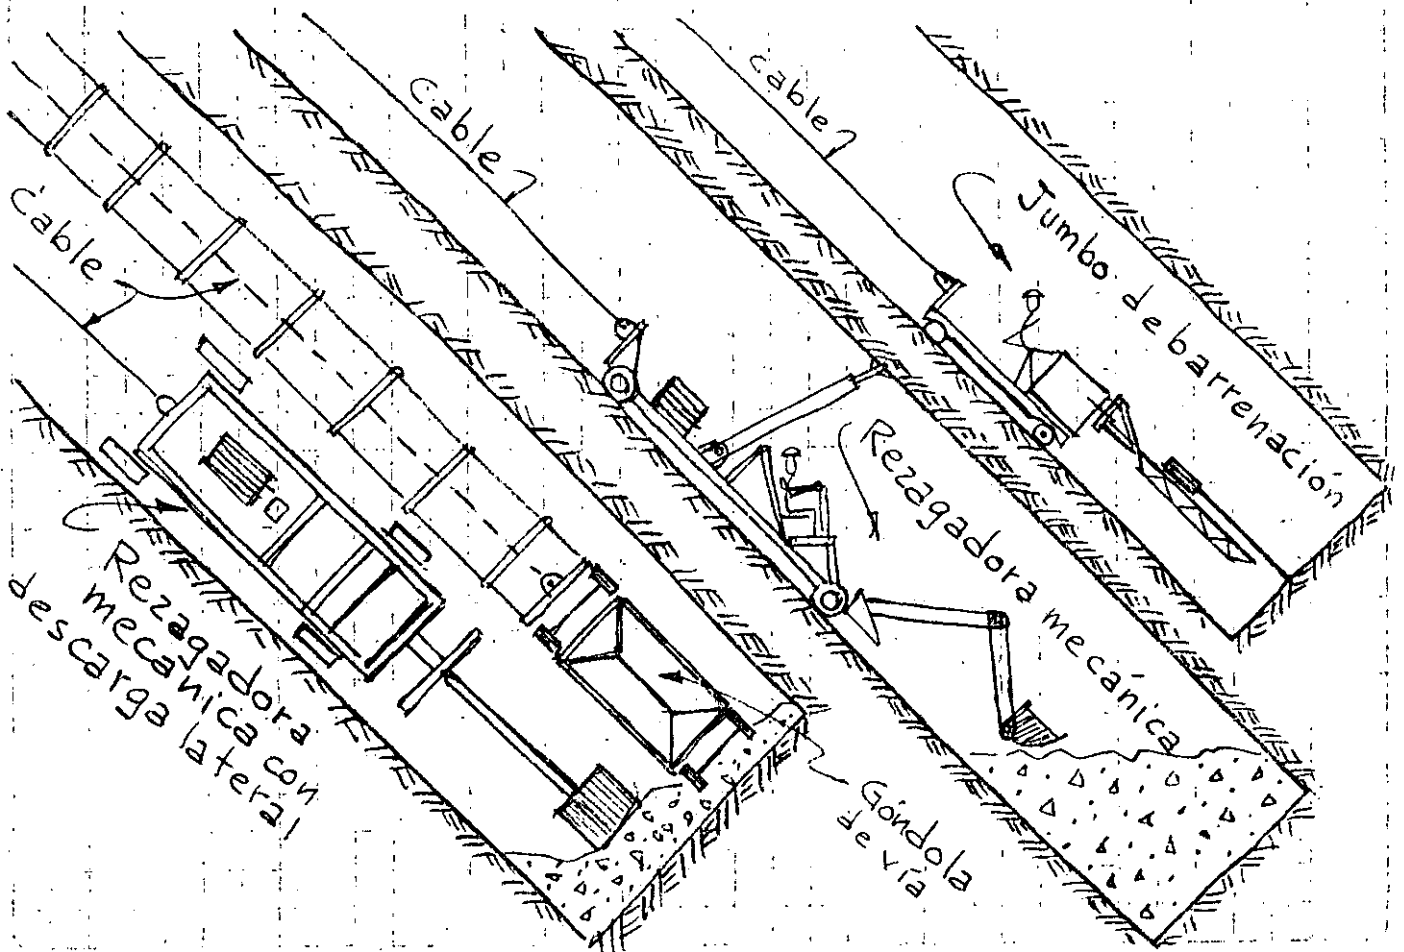 Cable
Cable
cable
Jumbo de barrenación
Rezagadora mecánica
Rezagadora
mecánica con
descarga lateral
Góndola
de vía